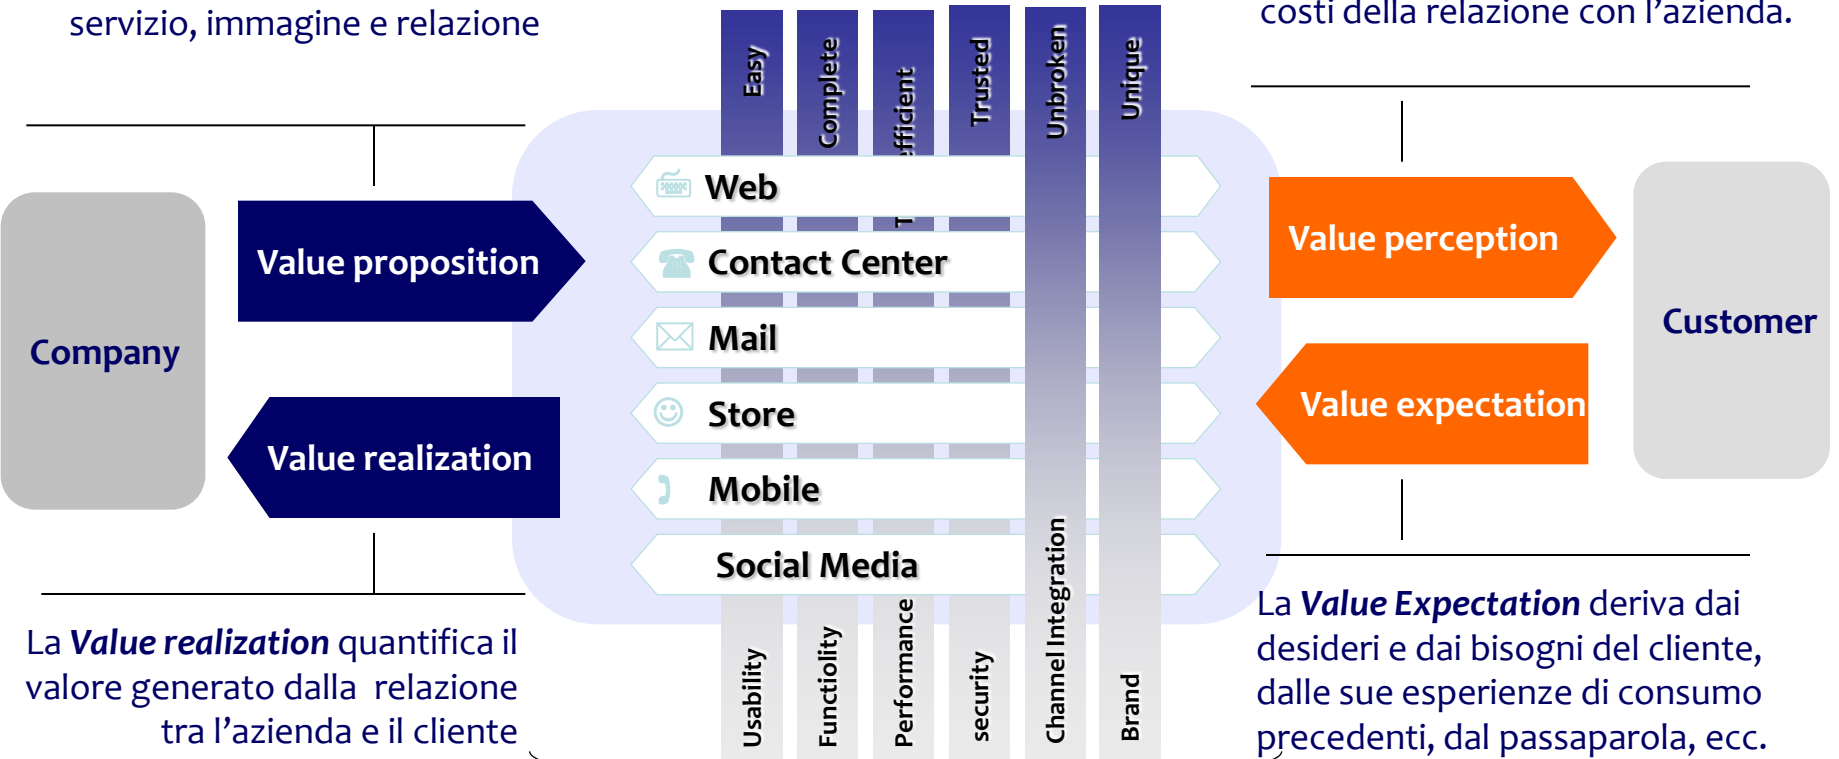 servizio, immagine e relazione
costi della relazione con l’azienda.
Easy
Complete
efficient
Trusted
Unbroken
Unique
Web
Contact Center
Mail
Store
Mobile
Social Media
Company
Value proposition
Value realization
Value perception
Value expectation
Customer
Usability
Functiolity
Performance
security
Channel Integration
Brand
La Value realization quantifica il
valore generato dalla relazione
tra l’azienda e il cliente
La Value Expectation deriva dai
desideri e dai bisogni del cliente,
dalle sue esperienze di consumo
precedenti, dal passaparola, ecc.